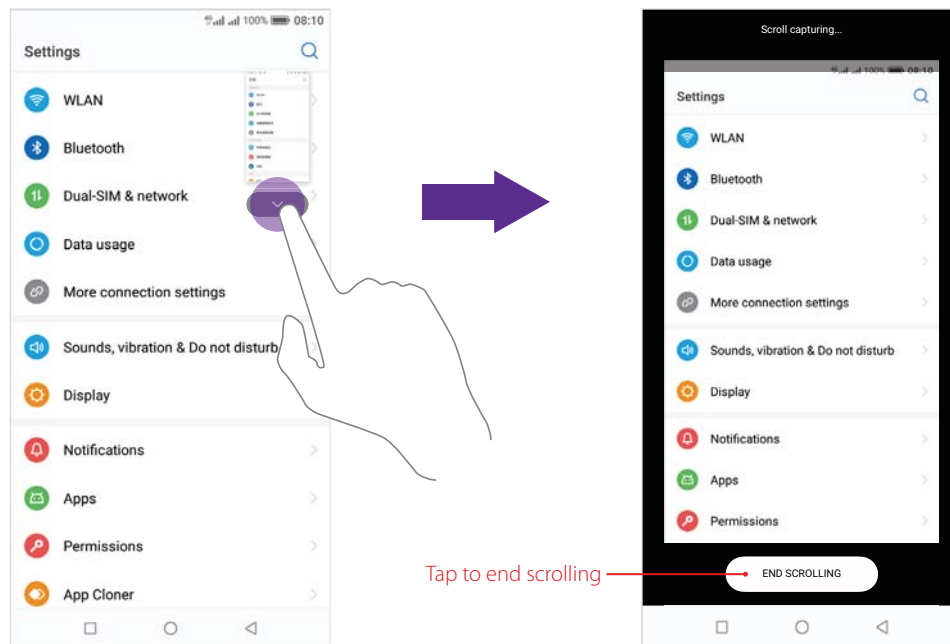 100% 08:10
Settings
WLAN
Bluetooth
Dual-SIM & network
Data usage
More connection settings
Sounds, vibration & Do not disturb
Display
Notifications
Apps
Permissions
App Cloner
Scroll capturing...
100% 08:10
Settings
WLAN
Bluetooth
Dual-SIM & network
Data usage
More connection settings
Sounds, vibration & Do not disturb
Display
Notifications
Apps
Permissions
Tap to end scrolling
END SCROLLING